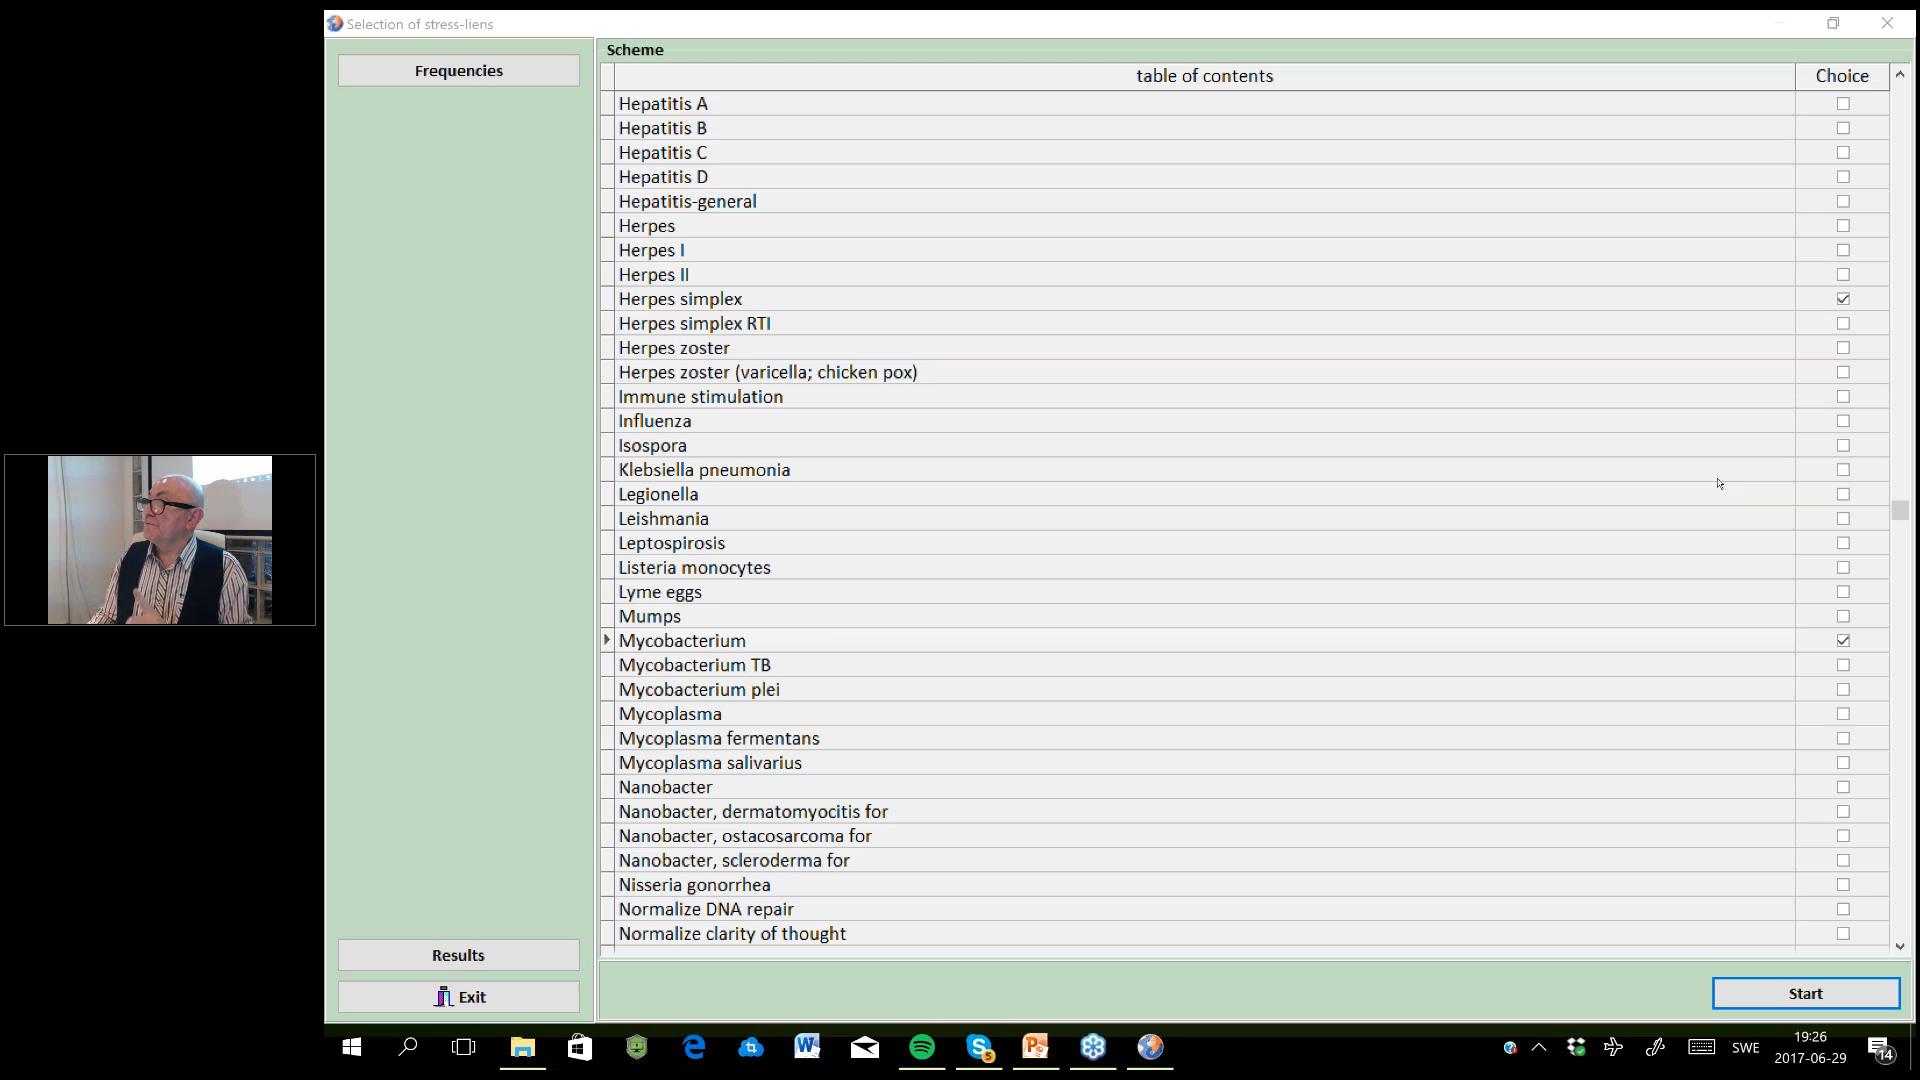 Selection of stress-liens
Frequencies
Scheme
table of contents
Choice
Hepatitis A
Hepatitis B
Hepatitis C
Hepatitis D
Hepatitis-general
Herpes
Herpes I
Herpes II
Herpes simplex
Herpes simplex RTI
Herpes zoster
Herpes zoster (varicella; chicken pox)
Immune stimulation
Influenza
Isospora
Klebsiella pneumonia
Legionella
Leishmania
Leptospirosis
Listeria monocytes
Lyme eggs
Mumps
Mycobacterium
Mycobacterium TB
Mycobacterium plei
Mycoplasma
Mycoplasma fermentans
Mycoplasma salivarius
Nanobacter
Nanobacter, dermatomyocitis for
Nanobacter, ostacosarcoma for
Nanobacter, scleroderma for
Nisseria gonorrhea
Normalize DNA repair
Normalize clarity of thought
Results
Exit
Start
SWE
19:26
2017-06-29
14
5